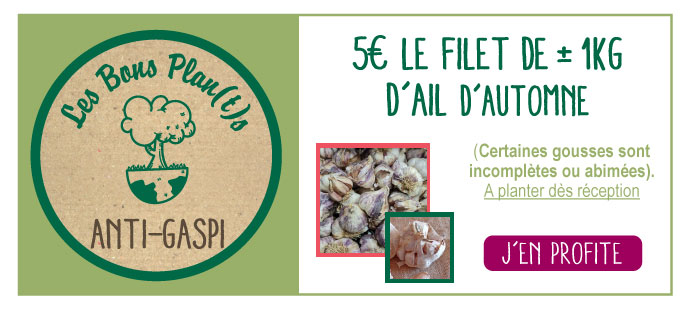 Les Bons Plan(t)s
ANTI-GASPI
5€ LE FILET DE ± 1KG
D'AIL D'AUTOMNE
(Certaines gousses sont
incomplètes ou abimées).
A planter dès réception
J'EN PROFITE